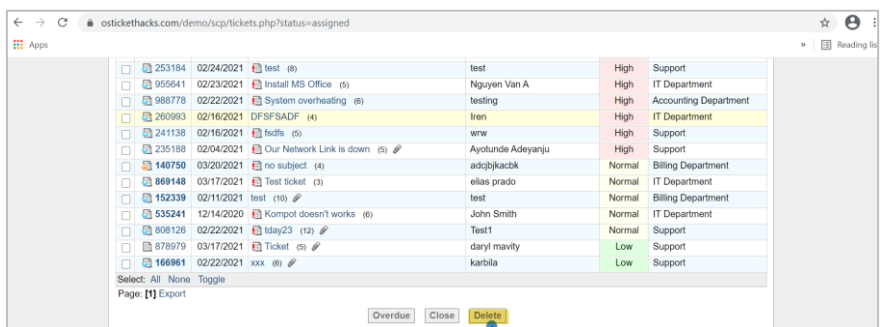 ostickethacks.com/demo/scp/tickets.php?status=assigned
Apps » Reading lis
253184 02/24/2021 test (8) test High Support
955641 02/23/2021 Install MS Office (5) Nguyen Van A High IT Department
988778 02/22/2021 System overheating (6) testing High Accounting Department
260993 02/16/2021 DFSFSADF (4) Iren High IT Department
241138 02/16/2021 fsdfs (5) wrw High Support
235188 02/04/2021 Our Network Link is down (5) Ayotunde Adeyanju High Support
140750 03/20/2021 no subject (4) adcjbjkacbk Normal Billing Department
869148 03/17/2021 Test ticket (3) elias prado Normal IT Department
152339 02/11/2021 test (10) test Normal IT Department
535241 12/14/2020 Kompot doesn't works (6) John Smith Normal IT Department
808126 02/22/2021 tday23 (12) Test1 Normal Support
878979 03/17/2021 Ticket (5) daryl mavity Low Support
166961 02/22/2021 xxx (6) karbila Low Support
Select: All None Toggle
Page: [1] Export
Overdue Close Delete